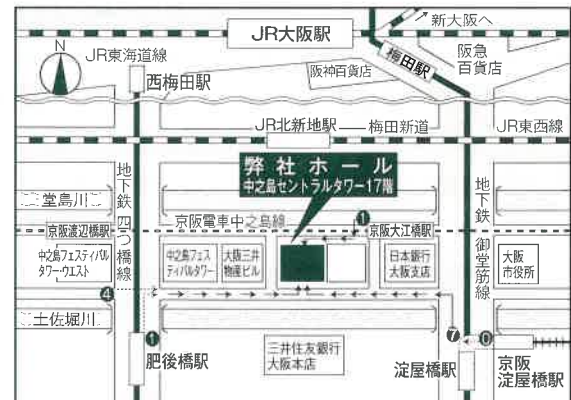 新大阪へ
JR大阪駅
JR東海道線
N
西梅田駅
阪神百貨店
梅田駅
阪急
百貨店
JR北新地駅
梅田新道
JR東西線
弊社ホール
中之島セントラルタワー17階
地下鉄 四つ橋線
地下鉄 御堂筋線
堂島川
京阪電車中之島線
❶
京阪渡辺橋駅
京阪大江橋駅
中之島フェスティバル
タワー・ウエスト
中之島フェス
ティバルタワー
大阪三井
物産ビル
日本銀行
大阪支店
大阪
市役所
❹
土佐堀川
❶
肥後橋駅
三井住友銀行
大阪本店
❼
淀屋橋駅
京阪
淀屋橋駅